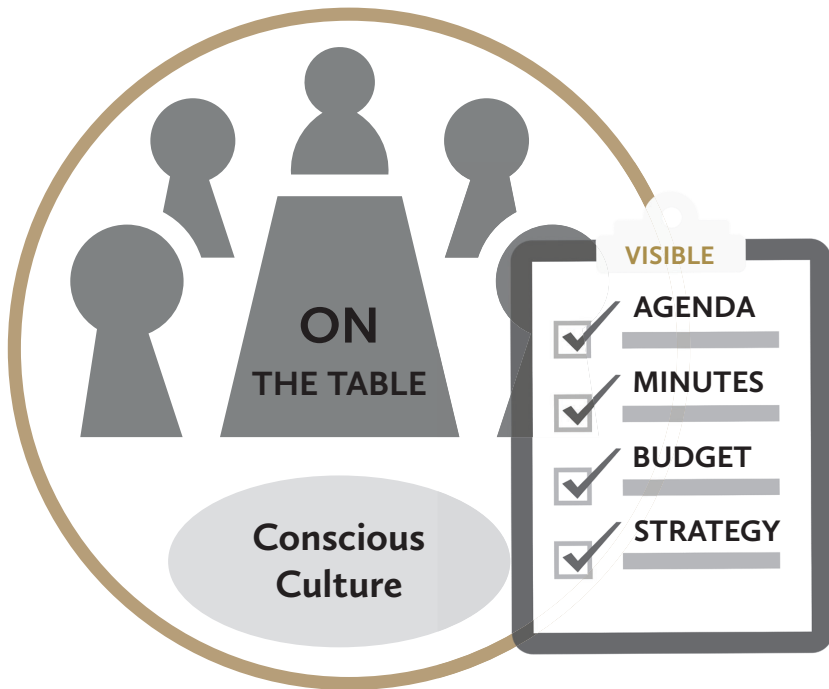 ON
THE TABLE
Conscious
Culture
VISIBLE
AGENDA
MINUTES
BUDGET
STRATEGY